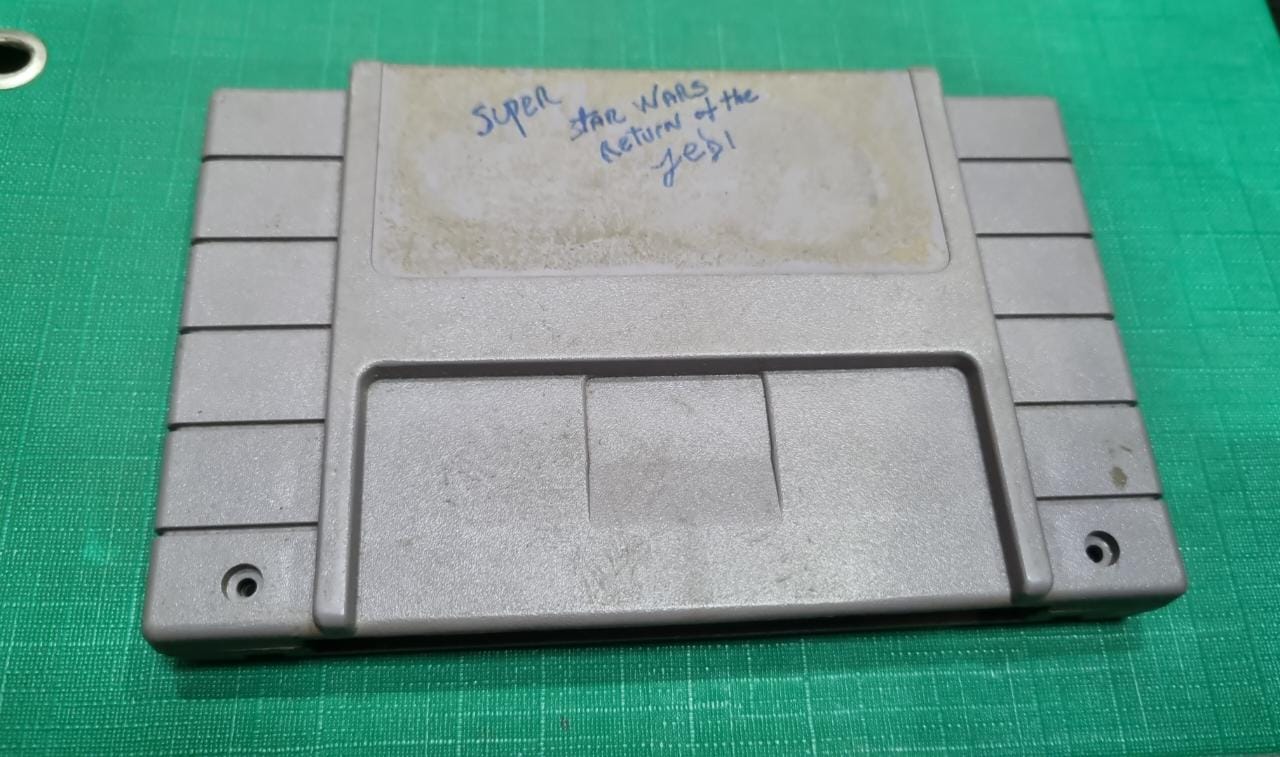 Super
STAR WARS
Return of the
Jedi